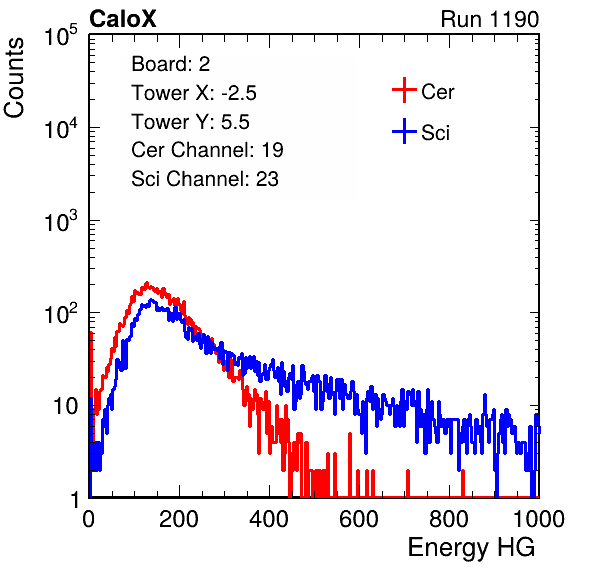 CaloX Run 1190
Counts
Board: 2
Tower X: -2.5
Tower Y: 5.5
Cer Channel: 19
Sci Channel: 23
Cer
Sci
10^5
10^4
10^3
10^2
10
1
0 200 400 600 800 1000
Energy HG